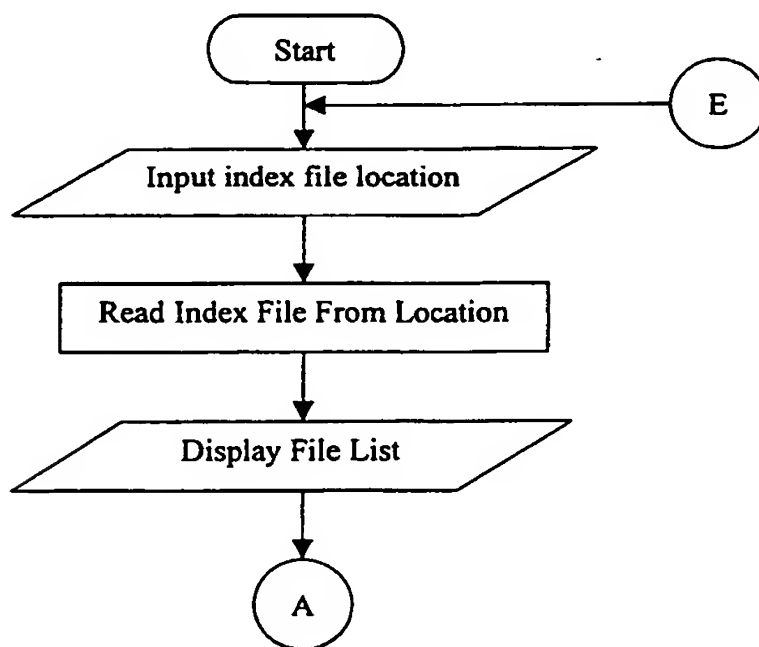 Start
E
Input index file location
Read Index File From Location
Display File List
A